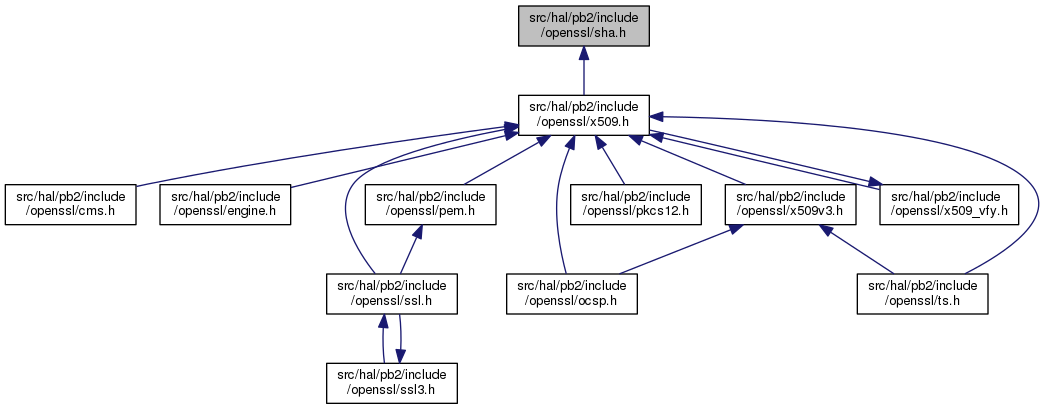 src/hal/pb2/include
/openssl/sha.h
src/hal/pb2/include
/openssl/x509.h
src/hal/pb2/include
/openssl/cms.h
src/hal/pb2/include
/openssl/engine.h
src/hal/pb2/include
/openssl/pem.h
src/hal/pb2/include
/openssl/pkcs12.h
src/hal/pb2/include
/openssl/x509v3.h
src/hal/pb2/include
/openssl/x509_vfy.h
src/hal/pb2/include
/openssl/ssl.h
src/hal/pb2/include
/openssl/ocsp.h
src/hal/pb2/include
/openssl/ts.h
src/hal/pb2/include
/openssl/ssl3.h